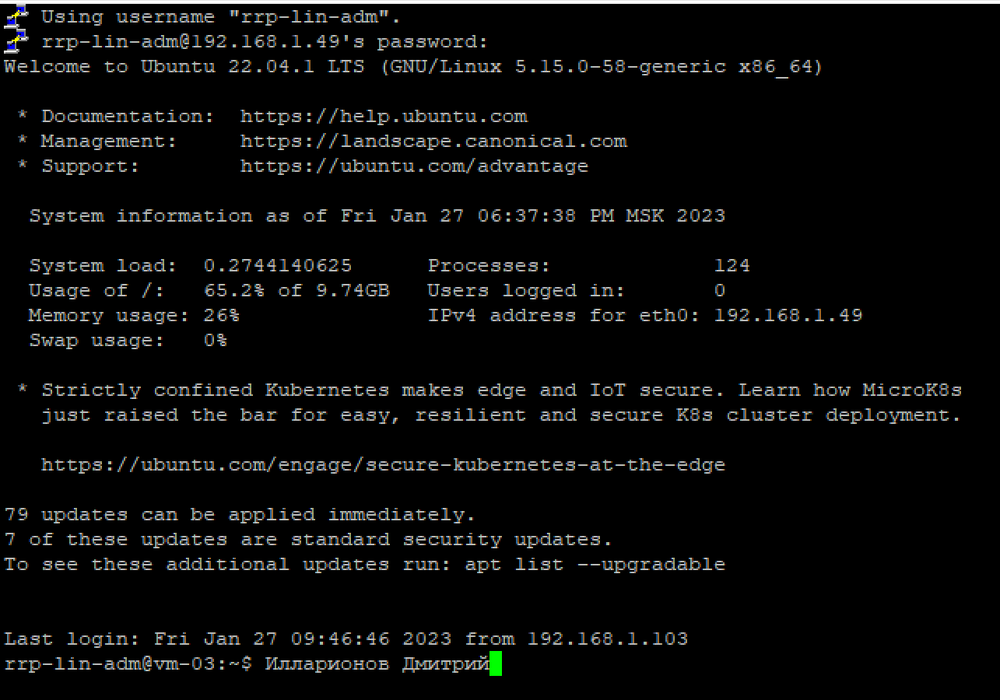 Using username "rrp-lin-adm".
rrp-lin-adm@192.168.1.49's password:
Welcome to Ubuntu 22.04.1 LTS (GNU/Linux 5.15.0-58-generic x86_64)
* Documentation:  https://help.ubuntu.com
* Management:     https://landscape.canonical.com
* Support:        https://ubuntu.com/advantage
System information as of Fri Jan 27 06:37:38 PM MSK 2023
System load:  0.2744140625      Processes:             124
Usage of /:   65.2% of 9.74GB   Users logged in:       0
Memory usage: 26%               IPv4 address for eth0: 192.168.1.49
Swap usage:   0%
* Strictly confined Kubernetes makes edge and IoT secure. Learn how MicroK8s
just raised the bar for easy, resilient and secure K8s cluster deployment.
https://ubuntu.com/engage/secure-kubernetes-at-the-edge
79 updates can be applied immediately.
7 of these updates are standard security updates.
To see these additional updates run: apt list --upgradable
Last login: Fri Jan 27 09:46:46 2023 from 192.168.1.103
rrp-lin-adm@vm-03:~$ Илларионов Дмитрий